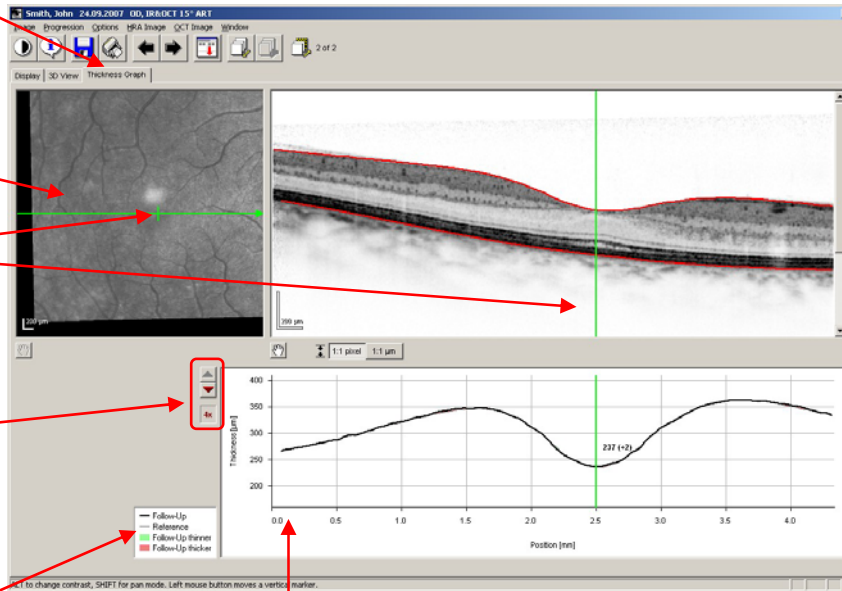 Smith, John 24.09.2007 OD, IR&OCT 15° ART
Image Progression Options HRA Image OCT Image Window
2 of 2
Display 3D View Thickness Graph
200 µm
200 µm
1:1 pixel 1:1 µm
4x
Thickness [µm]
400
350
300
250
200
237 (+2)
0.0 0.5 1.0 1.5 2.0 2.5 3.0 3.5 4.0
Position [mm]
Follow-Up
Reference
Follow-Up thinner
Follow-Up thicker
to change contrast, SHIFT for pan mode. Left mouse button moves a vertical marker.